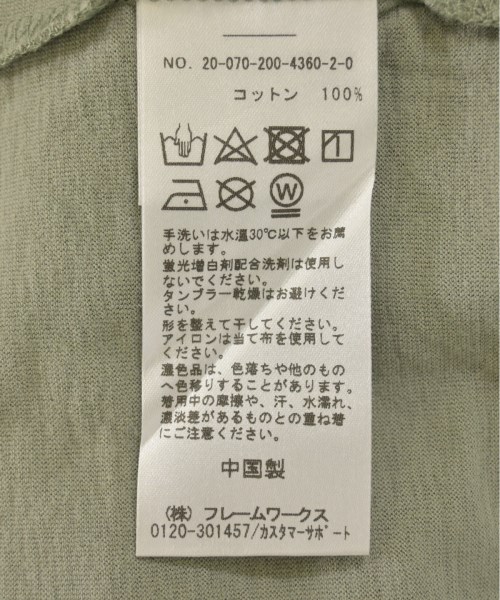 NO. 20-070-200-4360-2-0
コットン 100%
W
手洗いは水温30℃以下をお薦
めします。
蛍光増白剤配合洗剤は使用し
ないでください。
タンブラー乾燥はお避けくだ
さい。
形を整えて干してください。
アイロンは当て布を使用して
ください。
濃色品は、色落ちや他のもの
へ色移りすることがあります。
着用中の摩擦や、汗、水濡れ、
濃淡差があるものとの重ね着
にご注意ください。
中国製
(株) フレームワークス
0120-301457/カスタマーサポート